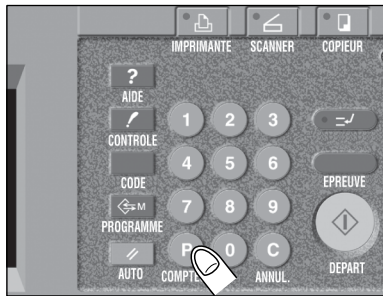 IMPRIMANTE SCANNER COPIEUR
?
AIDE
1 2 3
CONTROLE
4 5 6
CODE
EPREUVE
M
7 8 9
PROGRAMME
P 0 C
AUTO
ANNUL.
DEPART